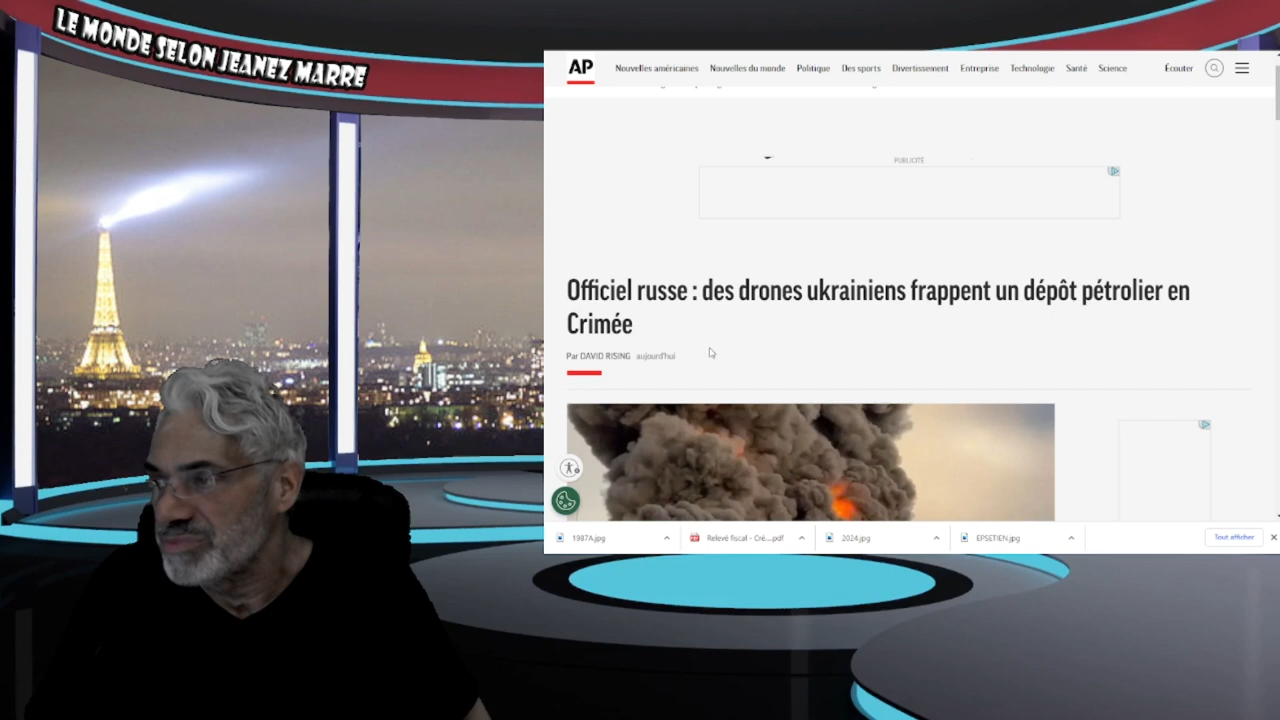 LE MONDE SELON JEANEZ MARRE
AP
Nouvelles américaines Nouvelles du monde Politique Des sports Divertissement Entreprise Technologie Santé Science Écouter
PUBLICITÉ
Officiel russe : des drones ukrainiens frappent un dépôt pétrolier en
Crimée
Par DAVID RISING aujourd'hui
1987A.jpg Relevé fiscal - Cré....pdf 2024.jpg EPSETIEN.jpg Tout afficher